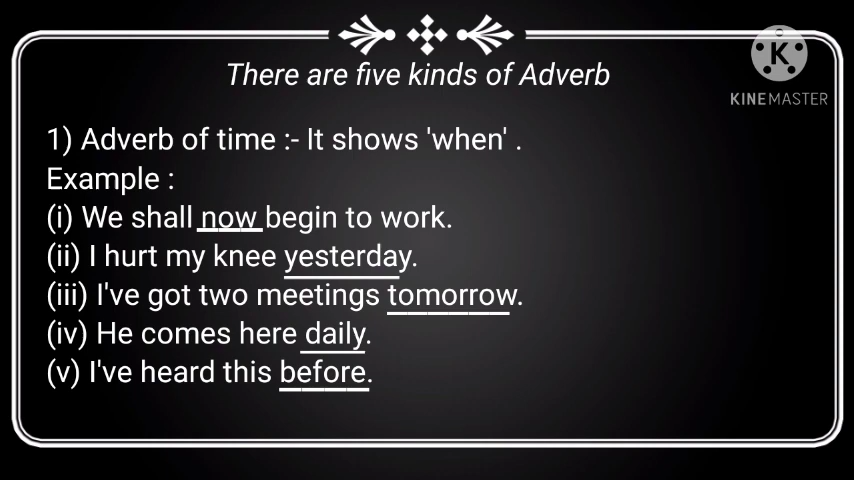 There are five kinds of Adverb
K
KINEMASTER
1) Adverb of time :- It shows 'when' .
Example :
(i) We shall now begin to work.
(ii) I hurt my knee yesterday.
(iii) I've got two meetings tomorrow.
(iv) He comes here daily.
(v) I've heard this before.